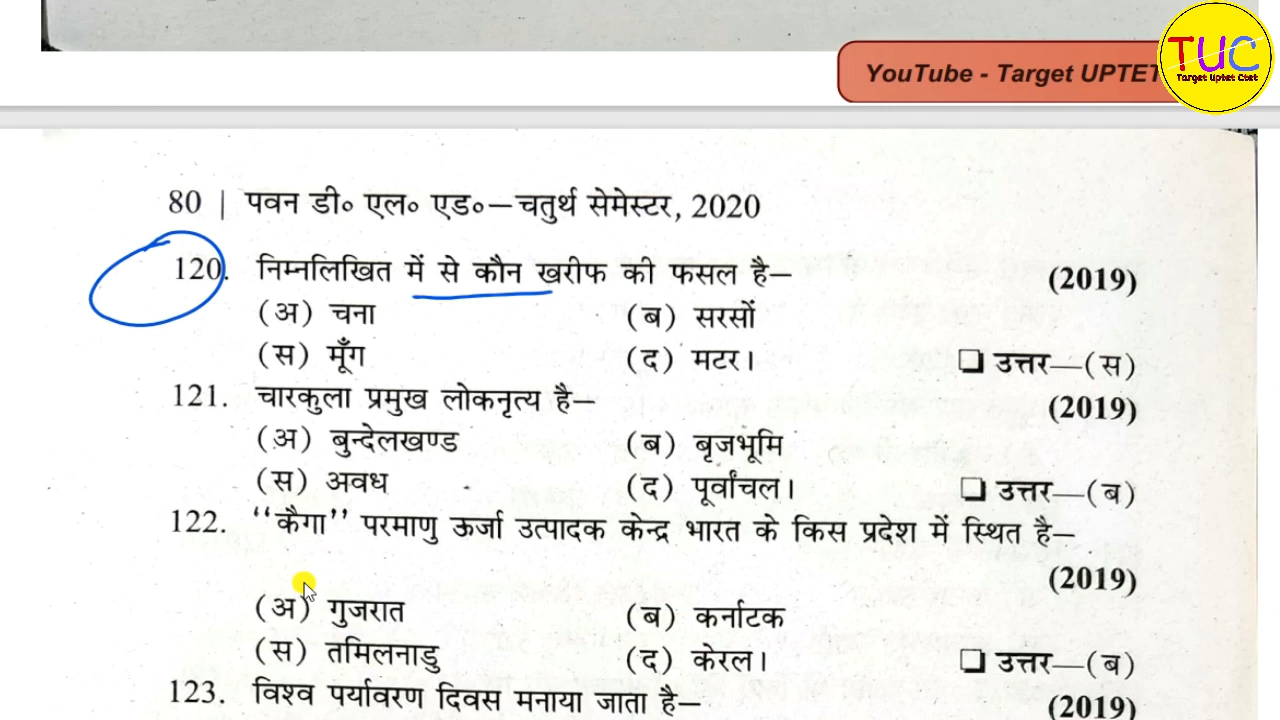 YouTube - Target UPTET
TUC
Target Uptet Ctet
80 | पवन डी० एल० एड०—चतुर्थ सेमेस्टर, 2020
120. निम्नलिखित में से कौन खरीफ की फसल है— (2019)
(अ) चना (ब) सरसों
(स) मूँग (द) मटर। ❑ उत्तर—(स)
121. चारकुला प्रमुख लोकनृत्य है— (2019)
(अ) बुन्देलखण्ड (ब) बृजभूमि
(स) अवध (द) पूर्वांचल। ❑ उत्तर—(ब)
122. ‘‘कैगा’’ परमाणु ऊर्जा उत्पादक केन्द्र भारत के किस प्रदेश में स्थित है—
(2019)
(अ) गुजरात (ब) कर्नाटक
(स) तमिलनाडु (द) केरल। ❑ उत्तर—(ब)
123. विश्व पर्यावरण दिवस मनाया जाता है— (2019)